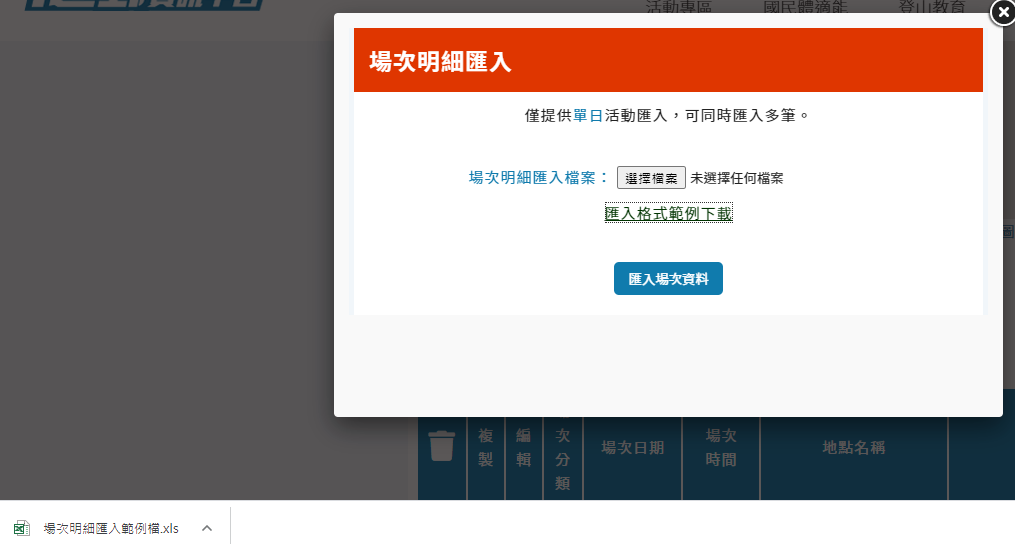 活動專區
國民體適能
登山教育
場次明細匯入
僅提供單日活動匯入，可同時匯入多筆。
場次明細匯入檔案： 選擇檔案 未選擇任何檔案
匯入格式範例下載
圖
匯入場次資料
複製
編輯
次分類
場次日期
場次時間
地點名稱
場次明細匯入範例檔.xls